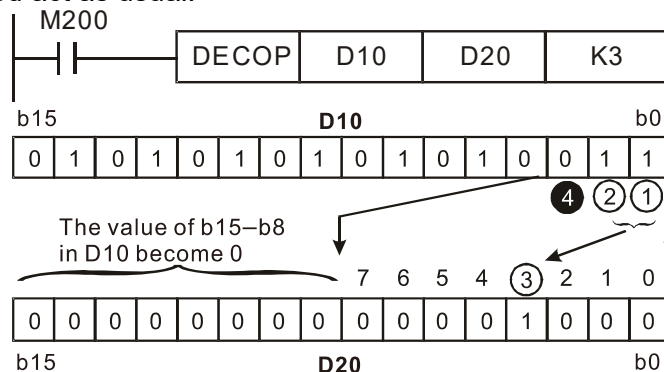 act as usual.
M200
DECOP D10 D20 K3
b15 D10 b0
0 1 0 1 0 1 0 1 0 1 0 1 0 0 1 1
4 2 1
The value of b15–b8
in D10 become 0
7 6 5 4 3 2 1 0
0 0 0 0 0 0 0 0 0 0 0 0 1 0 0 0
b15 D20 b0